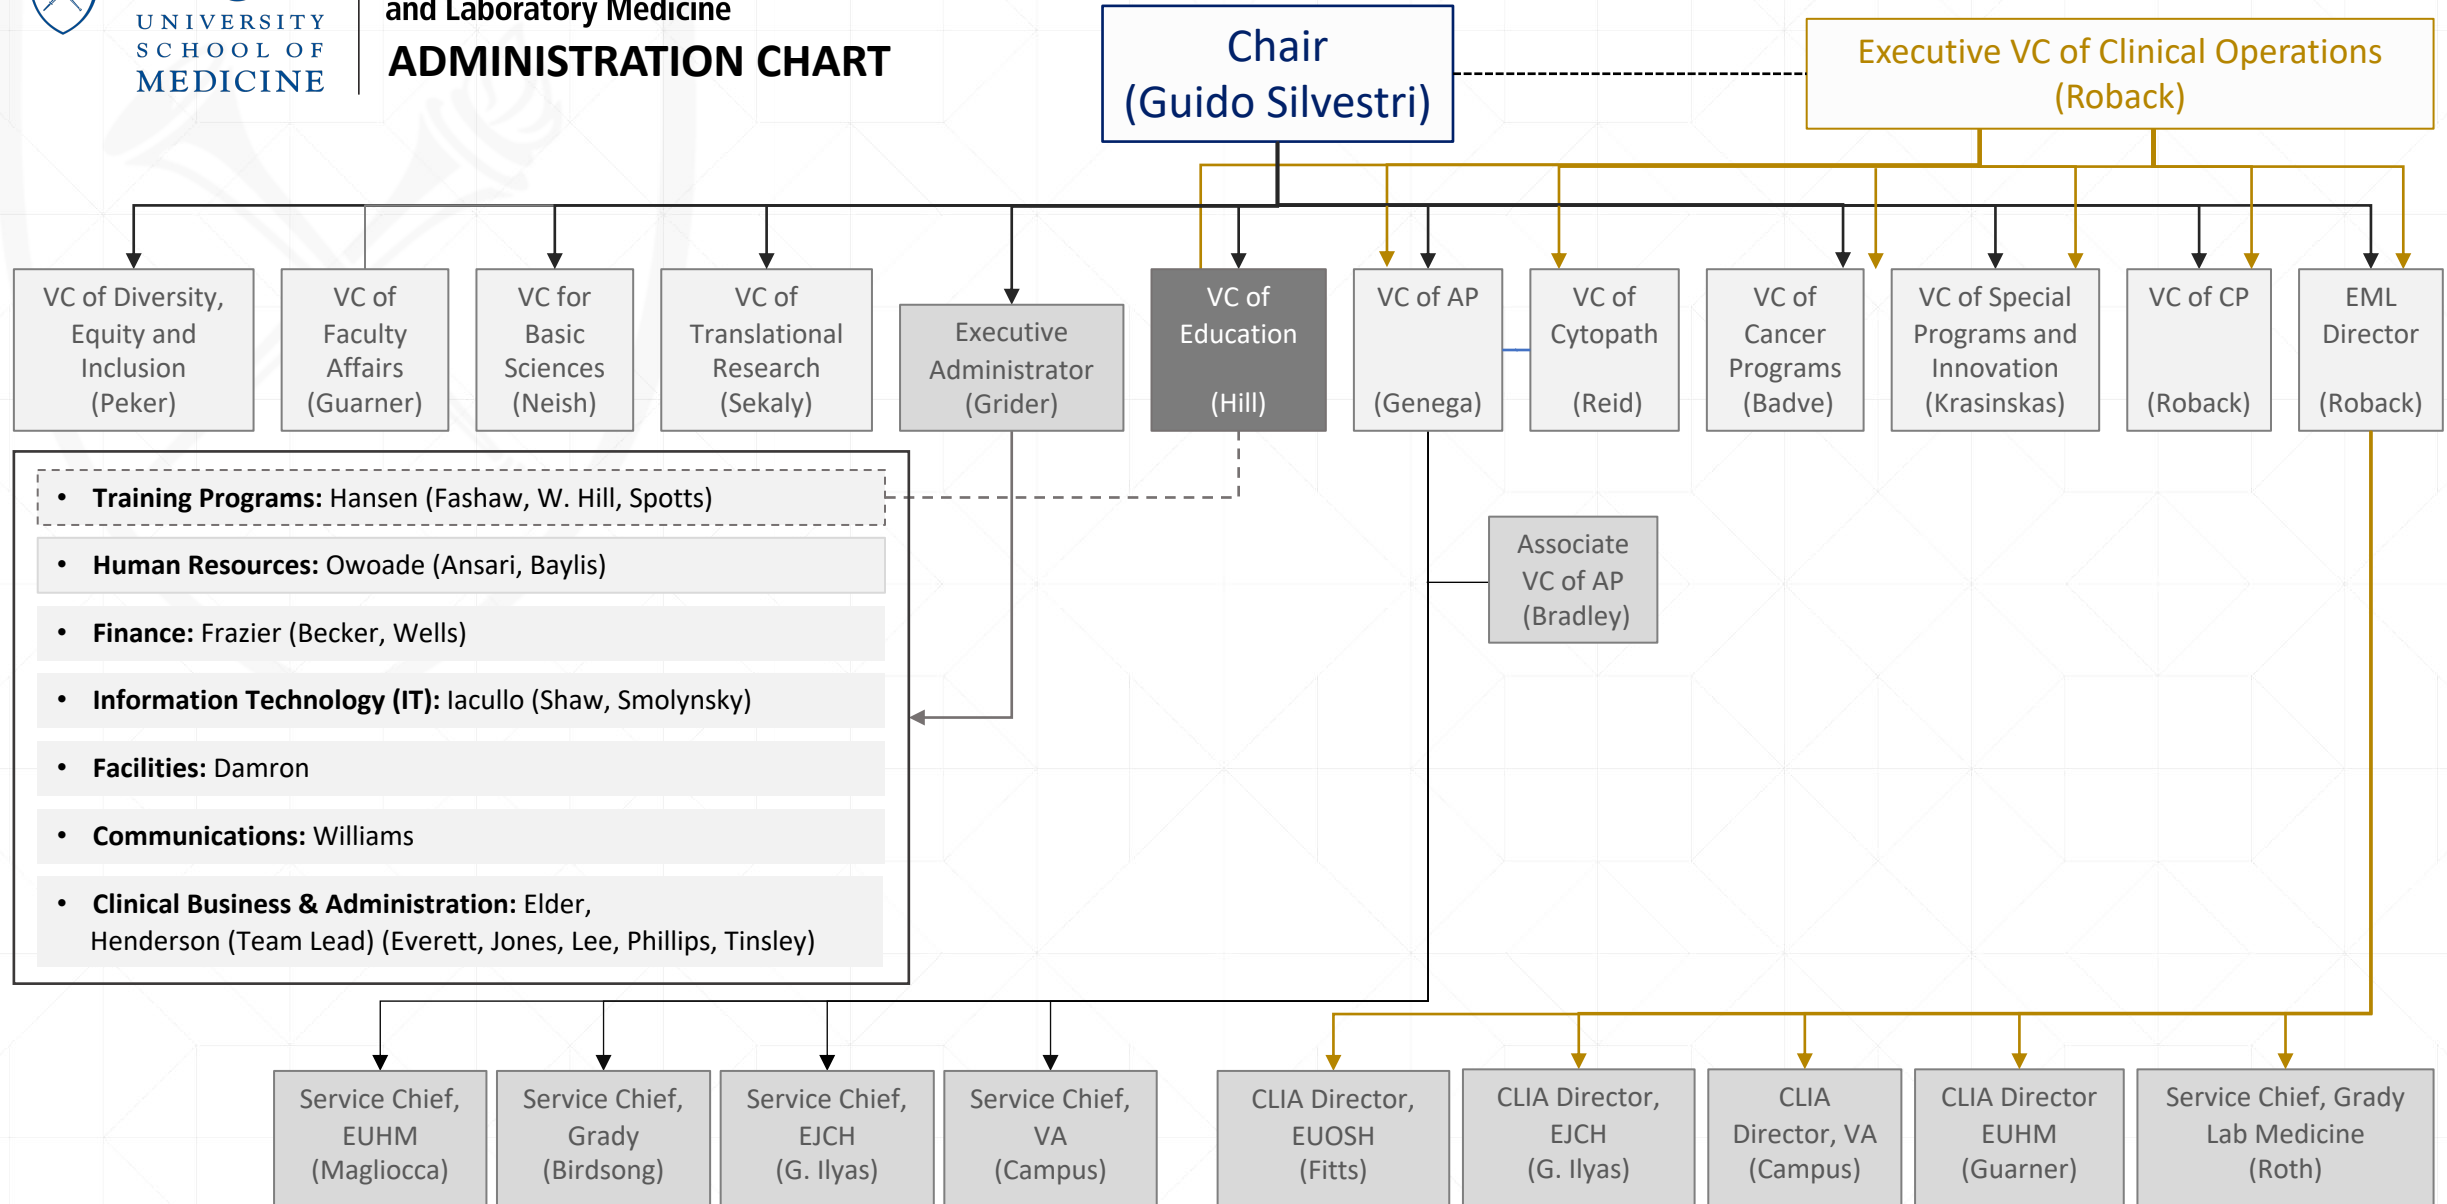 UNIVERSITY
SCHOOL OF
MEDICINE
and Laboratory Medicine
ADMINISTRATION CHART
Chair
(Guido Silvestri)
Executive VC of Clinical Operations
(Roback)
VC of Diversity,
Equity and
Inclusion
(Peker)
VC of
Faculty
Affairs
(Guarner)
VC for
Basic
Sciences
(Neish)
VC of
Translational
Research
(Sekaly)
Executive
Administrator
(Grider)
VC of
Education
(Hill)
VC of AP
(Genega)
VC of
Cytopath
(Reid)
VC of
Cancer
Programs
(Badve)
VC of Special
Programs and
Innovation
(Krasinskas)
VC of CP
(Roback)
EML
Director
(Roback)
• Training Programs: Hansen (Fashaw, W. Hill, Spotts)
• Human Resources: Owoade (Ansari, Baylis)
• Finance: Frazier (Becker, Wells)
• Information Technology (IT): Iacullo (Shaw, Smolynsky)
• Facilities: Damron
• Communications: Williams
• Clinical Business & Administration: Elder,
Henderson (Team Lead) (Everett, Jones, Lee, Phillips, Tinsley)
Associate
VC of AP
(Bradley)
Service Chief,
EUHM
(Magliocca)
Service Chief,
Grady
(Birdsong)
Service Chief,
EJCH
(G. Ilyas)
Service Chief,
VA
(Campus)
CLIA Director,
EUOSH
(Fitts)
CLIA Director,
EJCH
(G. Ilyas)
CLIA
Director, VA
(Campus)
CLIA Director
EUHM
(Guarner)
Service Chief, Grady
Lab Medicine
(Roth)